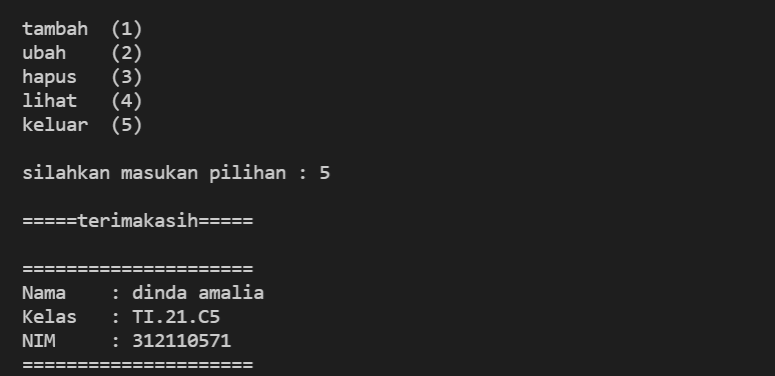 tambah  (1)
ubah    (2)
hapus   (3)
lihat   (4)
keluar  (5)
silahkan masukan pilihan : 5
=====terimakasih=====
=====================
Nama    : dinda amalia
Kelas   : TI.21.C5
NIM     : 312110571
=====================